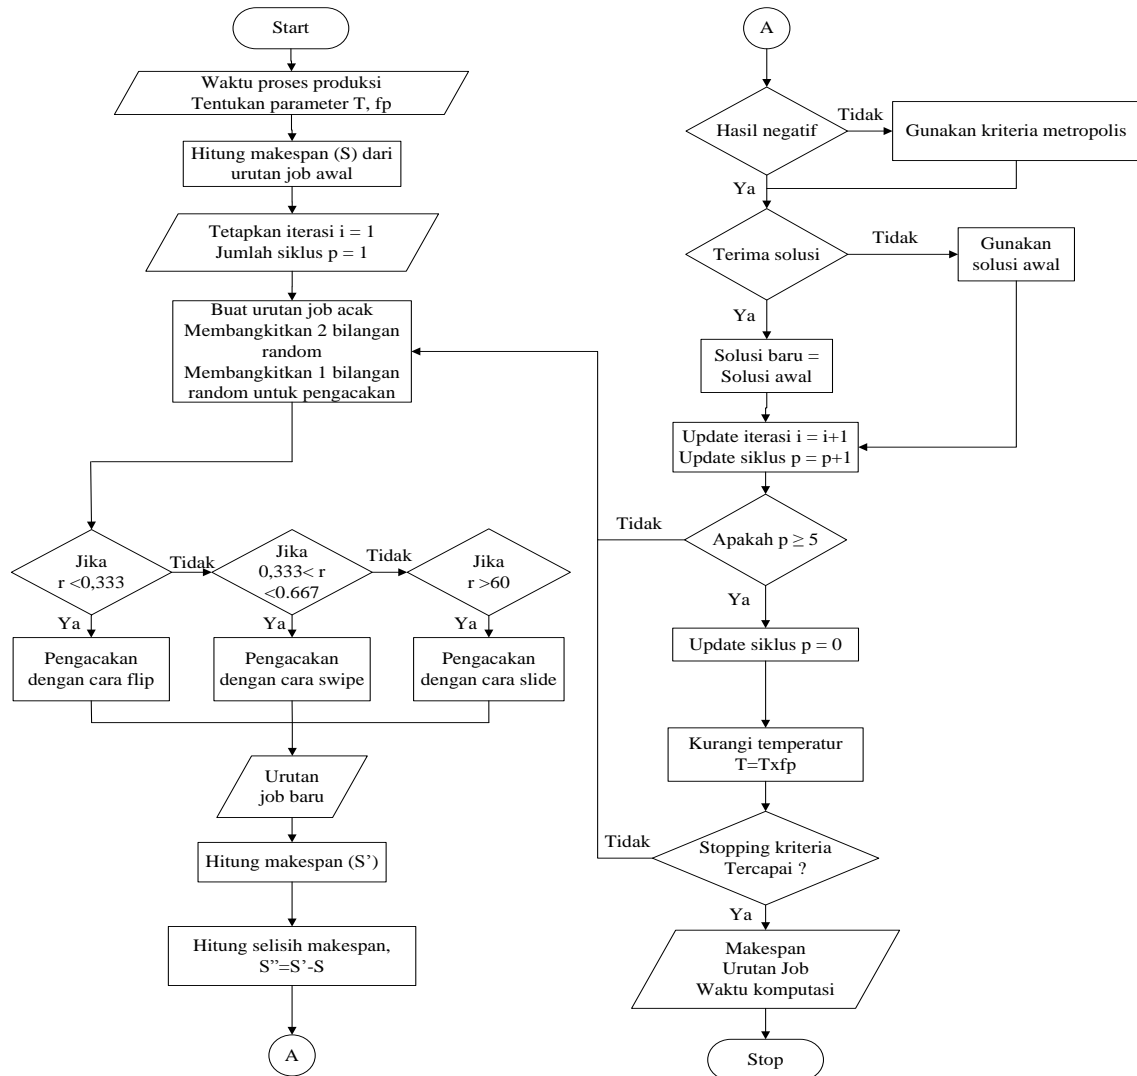 Start
Waktu proses produksi
Tentukan parameter T, fp
Hitung makespan (S) dari
urutan job awal
Tetapkan iterasi i = 1
Jumlah siklus p = 1
Buat urutan job acak
Membangkitkan 2 bilangan
random
Membangkitkan 1 bilangan
random untuk pengacakan
Jika
r <0,333
Tidak
Jika
0,333< r
<0.667
Tidak
Jika
r >60
Ya
Ya
Ya
Pengacakan
dengan cara flip
Pengacakan
dengan cara swipe
Pengacakan
dengan cara slide
Urutan
job baru
Hitung makespan (S’)
Hitung selisih makespan,
S”=S’-S
A
A
Hasil negatif
Tidak
Gunakan kriteria metropolis
Ya
Terima solusi
Tidak
Gunakan
solusi awal
Ya
Solusi baru =
Solusi awal
Update iterasi i = i+1
Update siklus p = p+1
Tidak
Apakah p ≥ 5
Ya
Update siklus p = 0
Kurangi temperatur
T=Txfp
Tidak
Stopping kriteria
Tercapai ?
Ya
Makespan
Urutan Job
Waktu komputasi
Stop